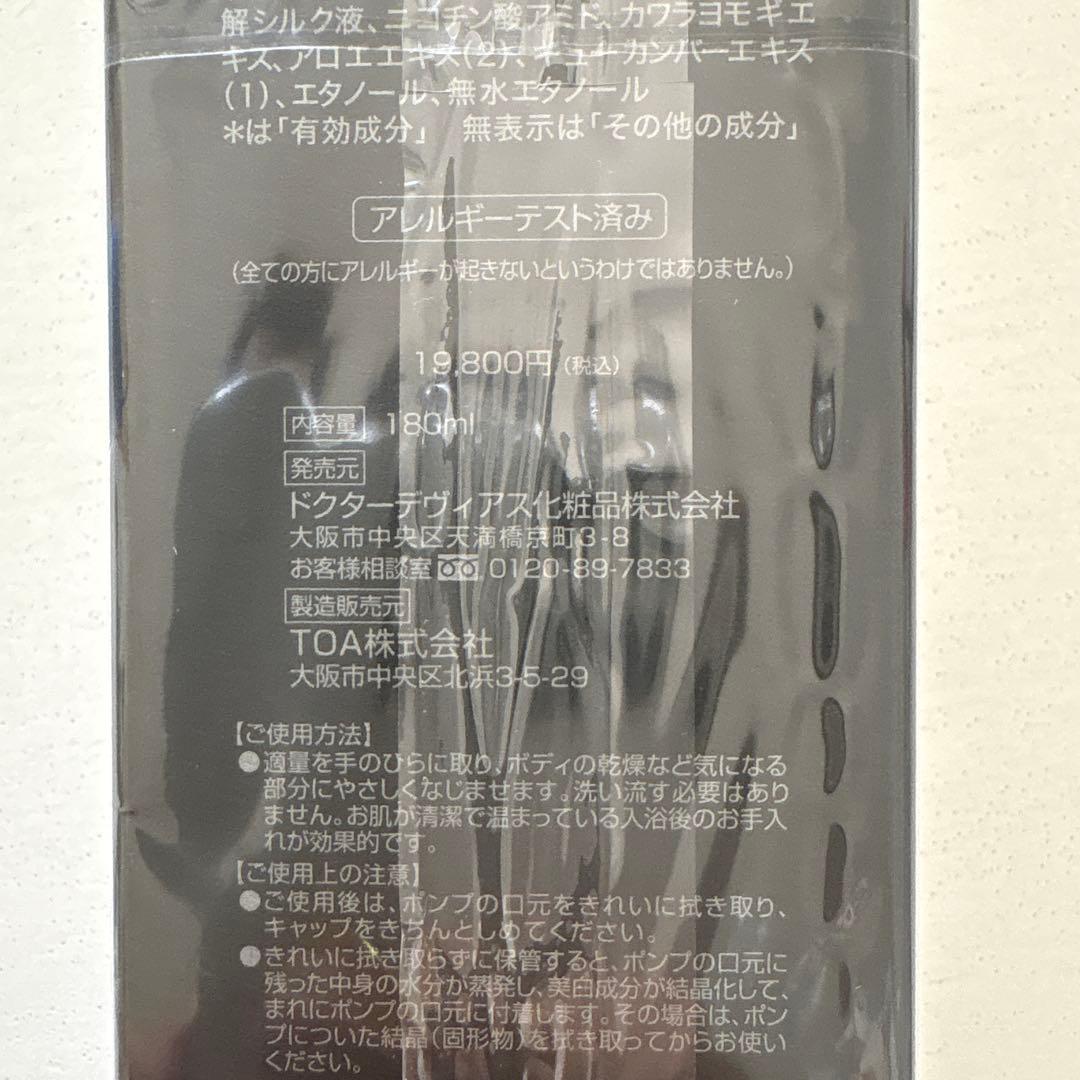 解シルク液、ニコチン酸アミド、カワラヨモギエ
キス、アロエエキス(2)、キューカンバーエキス
(1)、エタノール、無水エタノール
＊は「有効成分」　無表示は「その他の成分」
アレルギーテスト済み
(全ての方にアレルギーが起きないというわけではありません。)
19,800円(税込)
内容量 180ml
発売元
ドクターデヴィアス化粧品株式会社
大阪市中央区天満橋京町3-8
お客様相談室 0120-89-7833
製造販売元
TOA株式会社
大阪市中央区北浜3-5-29
【ご使用方法】
●適量を手のひらに取り、ボディの乾燥など気になる
部分にやさしくなじませます。洗い流す必要はあり
ません。お肌が清潔で温まっている入浴後のお手入
れが効果的です。
【ご使用上の注意】
●ご使用後は、ポンプの口元をきれいに拭き取り、
キャップをきちんとしめてください。
●きれいに拭き取らずに保管すると、ポンプの口元に
残った中身の水分が蒸発し、美白成分が結晶化して、
まれにポンプの口元に付着します。その場合は、ポン
プについた結晶(固形物)を拭き取ってからお使い
ください。